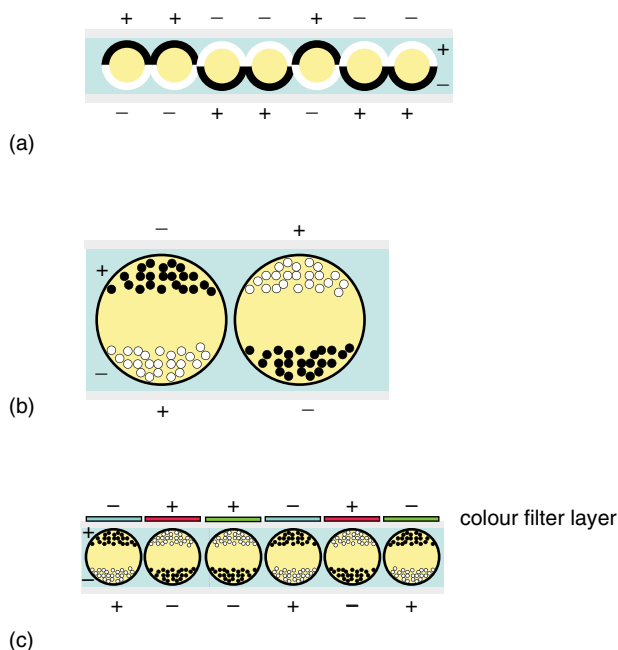 + + − − + − −
+
−
− − + + − + +
(a)
− +
+
−
+ −
(b)
− + + − + −
colour filter layer
+
−
+ − − + − +
(c)